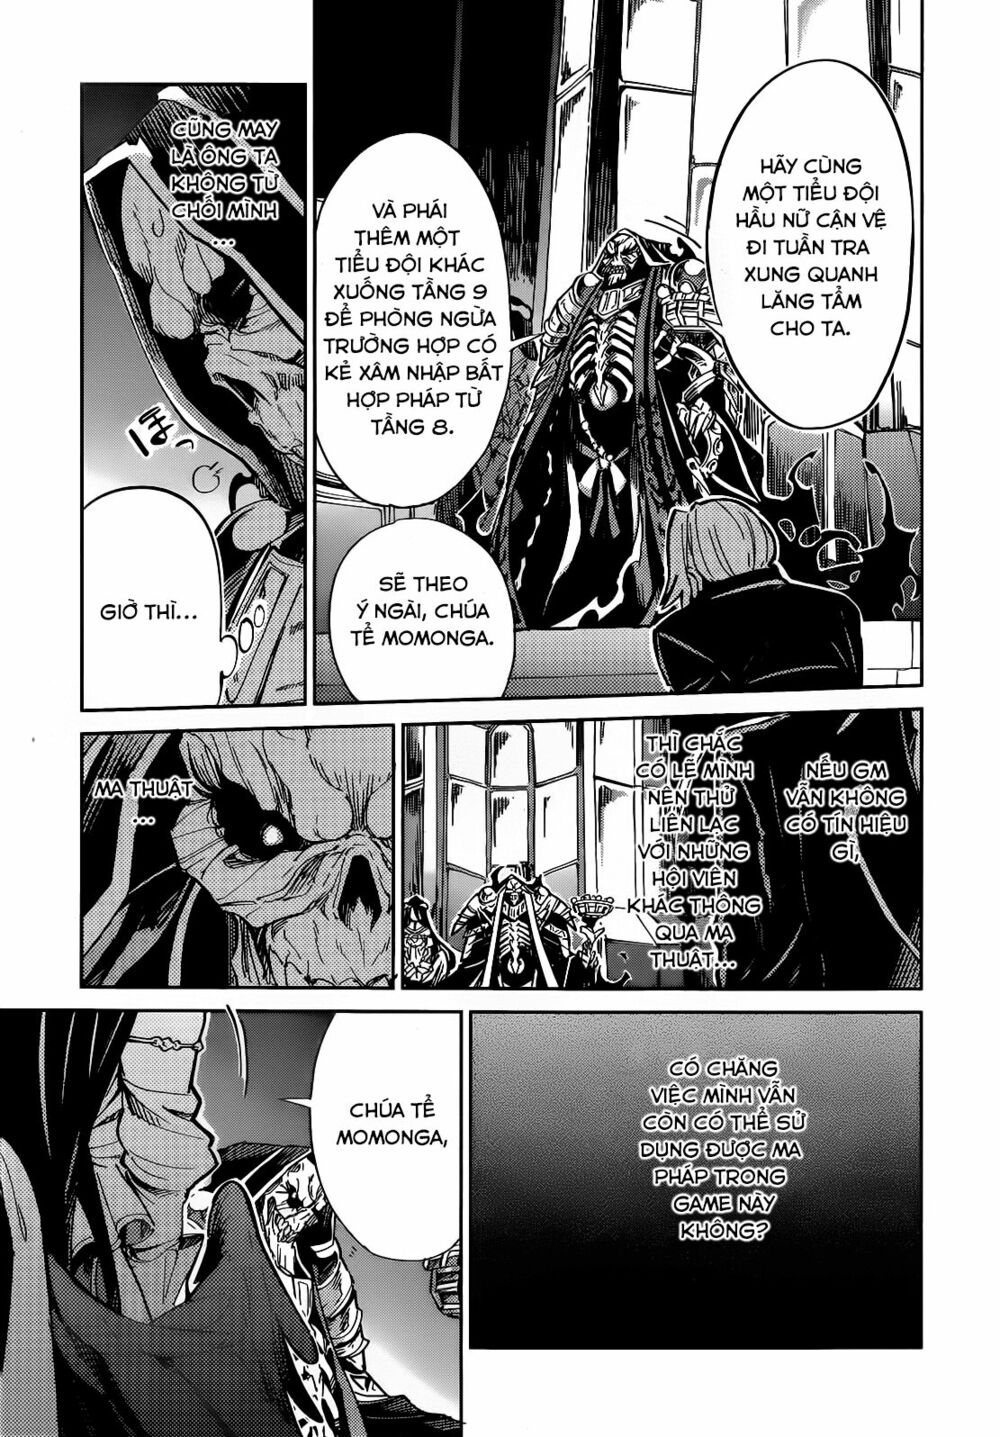 HÃY CÙNG
MỘT TIỂU ĐỘI
HẦU NỮ CẬN VỆ
ĐI TUẦN TRA
XUNG QUANH
LĂNG TẨM
CHO TA.
VÀ PHÁI
THÊM MỘT
TIỂU ĐỘI KHÁC
XUỐNG TẦNG 9
ĐỂ PHÒNG NGỪA
TRƯỜNG HỢP CÓ
KẺ XÂM NHẬP BẤT
HỢP PHÁP TỪ
TẦNG 8.
SẼ THEO
Ý NGÀI, CHÚA
TỂ MOMONGA.
CŨNG MAY
LÀ ÔNG TA
KHÔNG TỪ
CHỐI MÌNH
...
ほっ
GIỜ THÌ...
NẾU GM
VẪN KHÔNG
CÓ TÍN HIỆU
GÌ,
THÌ CHẮC
CÓ LẼ MÌNH
NÊN THỬ
LIÊN LẠC
VỚI NHỮNG
HỘI VIÊN
KHÁC THÔNG
QUA MA
THUẬT...
MA THUẬT
...
CÓ CHĂNG
VIỆC MÌNH VẪN
CÒN CÓ THỂ SỬ
DỤNG ĐƯỢC MA
PHÁP TRONG
GAME NÀY
KHÔNG?
CHÚA TỂ
MOMONGA,